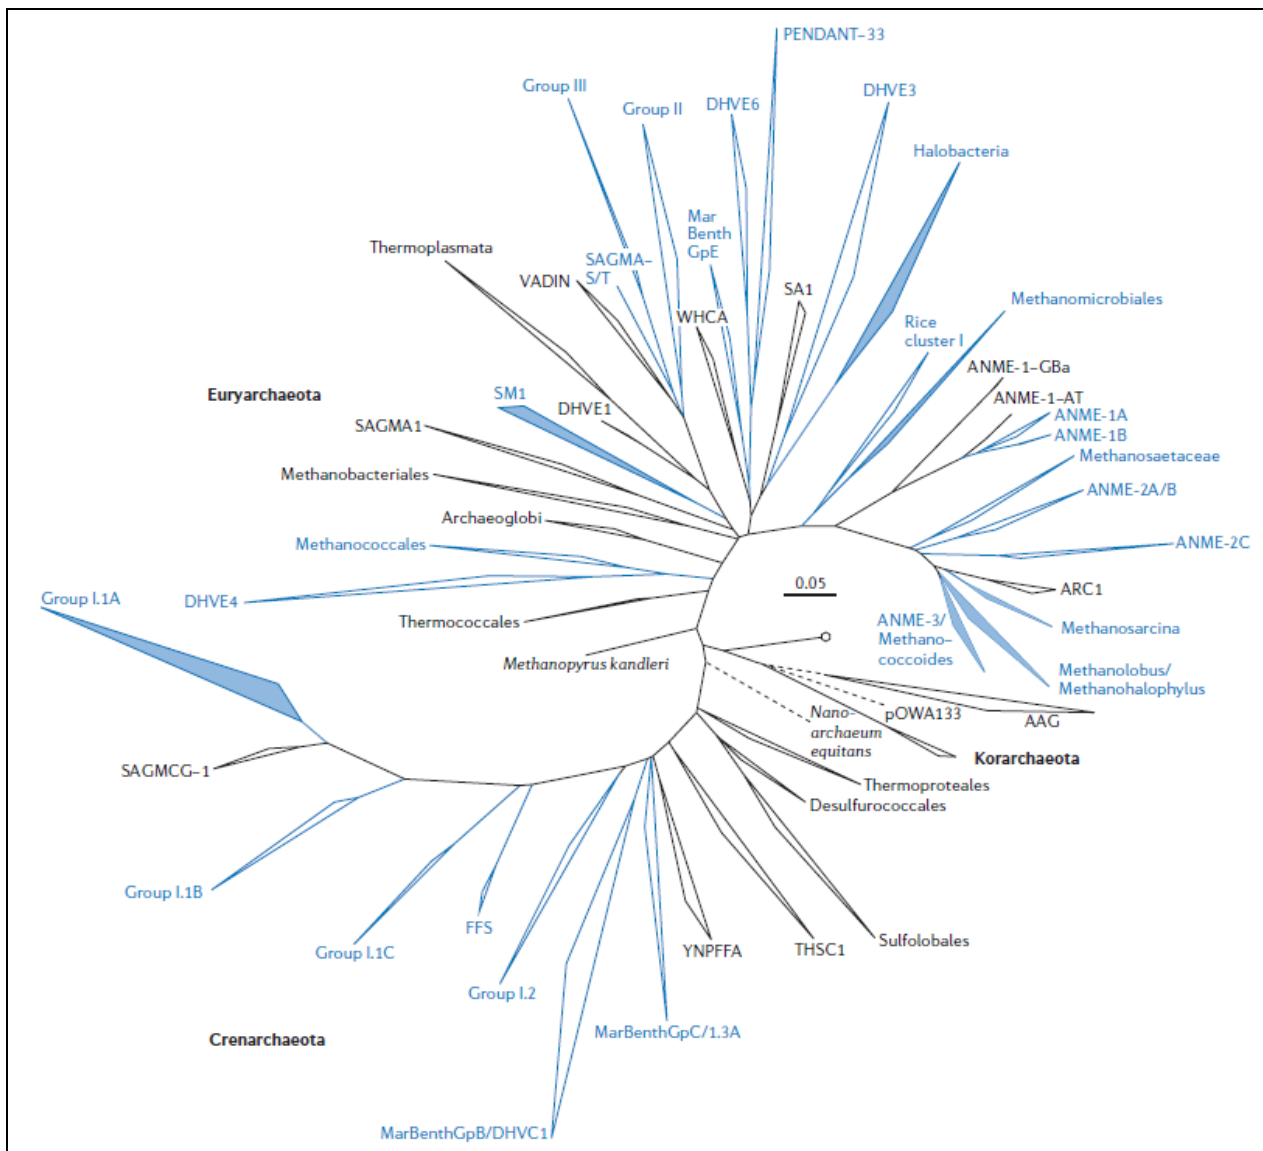 PENDANT–33
Group III
DHVE3
Group II
DHVE6
Halobacteria
Mar
Benth
GpE
Thermoplasmata
SAGMA–
S/T
VADIN
SA1
Methanomicrobiales
WHCA
Rice
cluster I
ANME-1–GBa
Euryarchaeota
SM1
ANME-1–AT
DHVE1
ANME-1A
SAGMA1
ANME-1B
Methanosaetaceae
Methanobacteriales
ANME-2A/B
Archaeoglobi
Methanococcales
ANME-2C
0.05
ARC1
Group I.1A
DHVE4
Thermococcales
ANME-3/
Methano-
coccoides
Methanosarcina
Methanopyrus kandleri
Methanolobus/
Methanohalophylus
Nano-
archaeum
equitans
pOWA133
AAG
Korarchaeota
SAGMCG–1
Thermoproteales
Desulfurococcales
Group I.1B
FFS
Group I.1C
YNPFFA
THSC1
Sulfolobales
Group I.2
MarBenthGpC/1.3A
Crenarchaeota
MarBenthGpB/DHVC1